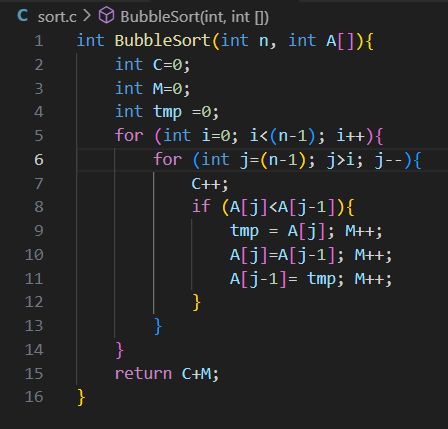 C sort.c > BubbleSort(int, int [])
1 int BubbleSort(int n, int A[]){
2 int C=0;
3 int M=0;
4 int tmp =0;
5 for (int i=0; i<(n-1); i++){
6 for (int j=(n-1); j>i; j--){
7 C++;
8 if (A[j]<A[j-1]){
9 tmp = A[j]; M++;
10 A[j]=A[j-1]; M++;
11 A[j-1]= tmp; M++;
12 }
13 }
14 }
15 return C+M;
16 }